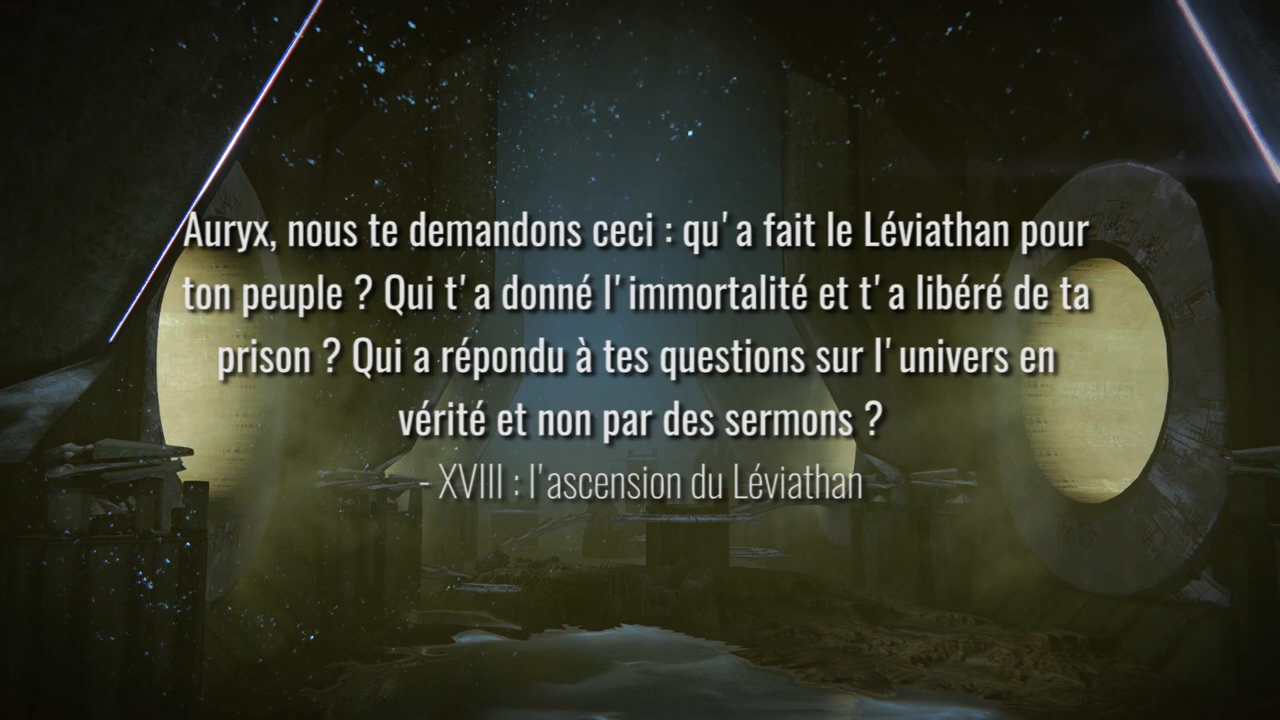 Auryx, nous te demandons ceci : qu'a fait le Léviathan pour
ton peuple ? Qui t'a donné l'immortalité et t'a libéré de ta
prison ? Qui a répondu à tes questions sur l'univers en
vérité et non par des sermons ?
- XVIII : l'ascension du Léviathan